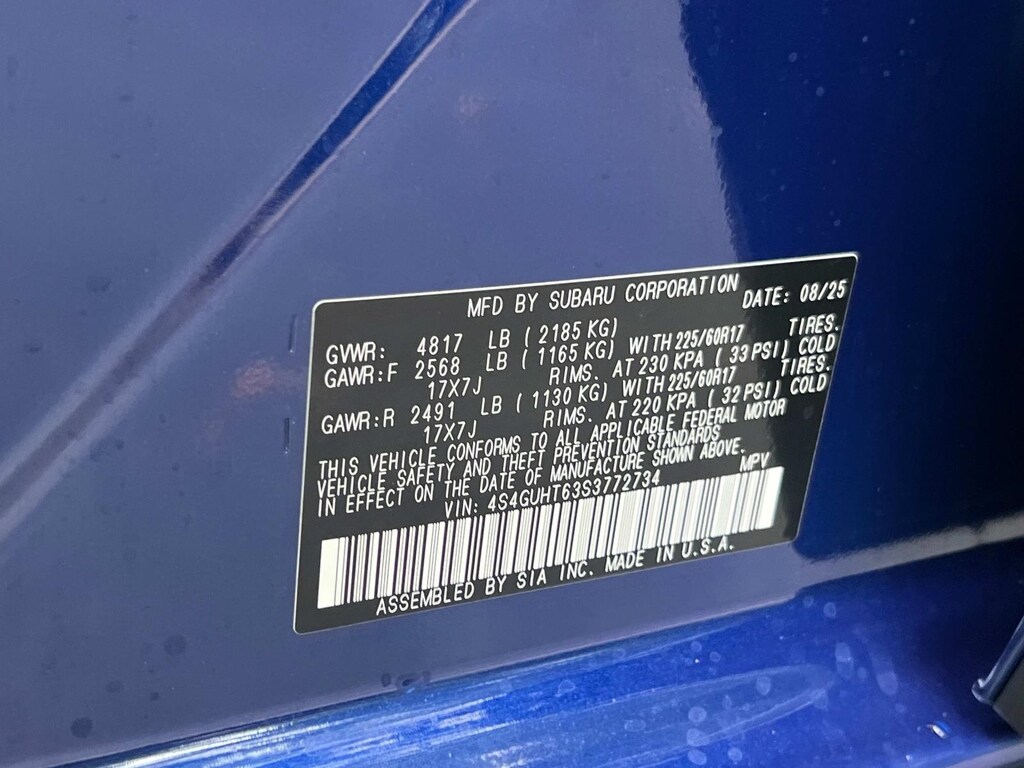 MFD BY SUBARU CORPORATION DATE: 08/25
GVWR: 4817 LB ( 2185 KG)
GAWR:F 2568 LB ( 1165 KG) WITH 225/60R17 TIRES.
17X7J RIMS. AT 230 KPA ( 33 PSI) COLD
GAWR:R 2491 LB ( 1130 KG) WITH 225/60R17 TIRES.
17X7J RIMS. AT 220 KPA ( 32 PSI) COLD
THIS VEHICLE CONFORMS TO ALL APPLICABLE FEDERAL MOTOR
VEHICLE SAFETY AND THEFT PREVENTION STANDARDS
IN EFFECT ON THE DATE OF MANUFACTURE SHOWN ABOVE.
VIN: 4S4GUHT63S3772734 MPV
ASSEMBLED BY SIA INC. MADE IN U.S.A.